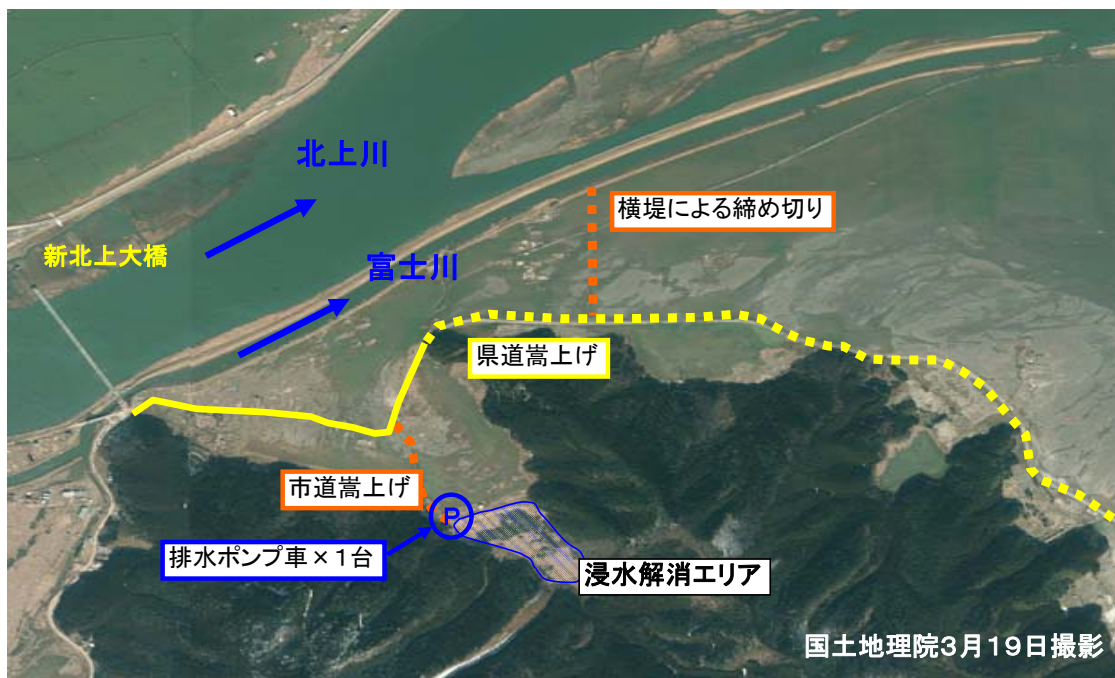 北上川
横堤による締め切り
新北上大橋
富士川
県道嵩上げ
市道嵩上げ
P
排水ポンプ車×1台
浸水解消エリア
国土地理院3月19日撮影